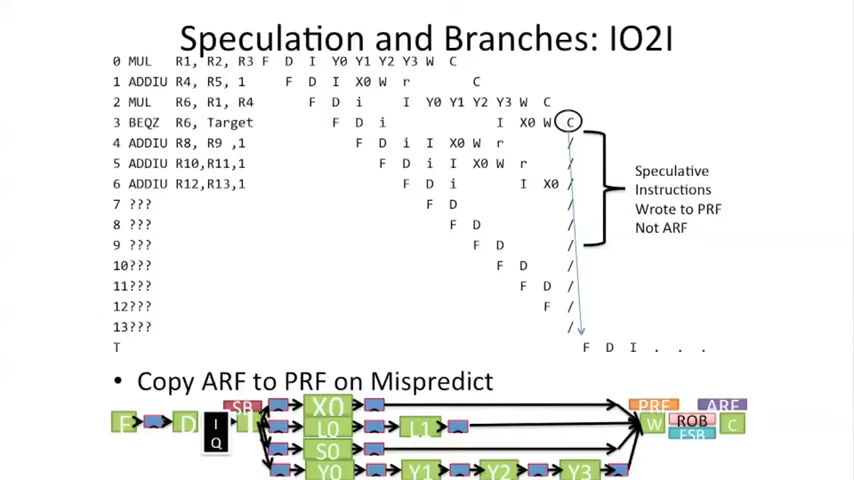 Speculation and Branches: IO2I
0 MUL R1, R2, R3 F D I Y0 Y1 Y2 Y3 W C
1 ADDIU R4, R5, 1 F D I X0 W r C
2 MUL R6, R1, R4 F D i I Y0 Y1 Y2 Y3 W C
3 BEQZ R6, Target F D i I X0 W C
4 ADDIU R8, R9 ,1 F D i I X0 W r /
5 ADDIU R10,R11,1 F D i I X0 W r /
6 ADDIU R12,R13,1 F D i I X0 /
7 ??? F D /
8 ??? F D /
9 ??? F D /
10??? F D /
11??? F D /
12??? F /
13??? /
T F D I . . .
Speculative
Instructions
Wrote to PRF
Not ARF
• Copy ARF to PRF on Mispredict
F D I Q SB I
X0
L0 L1
S0
Y0 Y1 Y2 Y3
PRF ARF
W ROB C
FSB